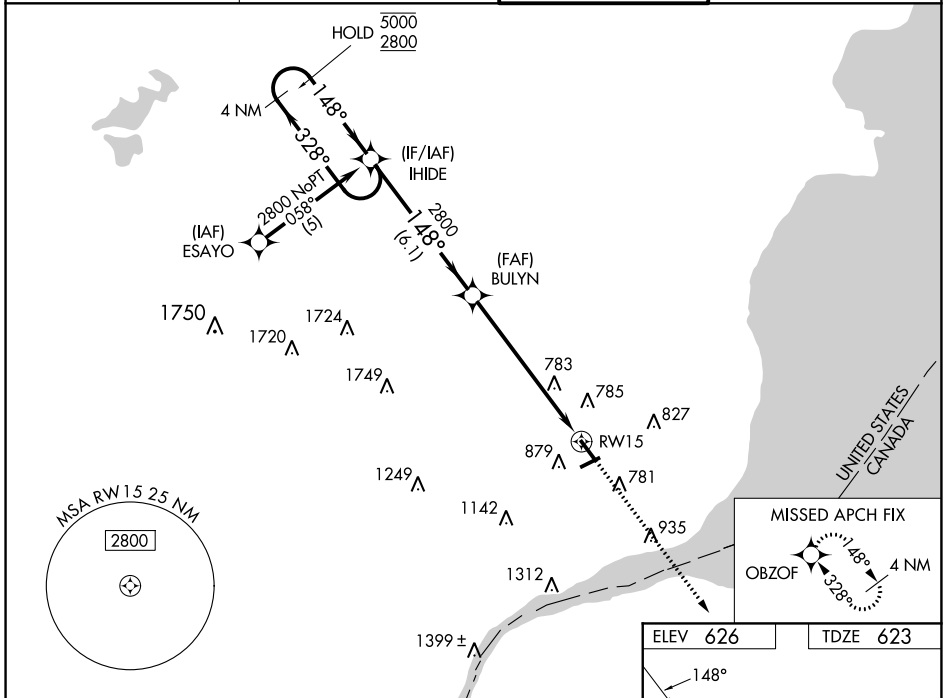 HOLD 5000
2800
4 NM
148°
328°
(IF/IAF)
IHIDE
2800 NoPT
058°
(5)
(IAF)
ESAYO
2800
148°
(6.1)
(FAF)
BULYN
1750
1720
1724
1749
783
785
827
RW15
879
781
1249
1142
935
1312
1399 ±
UNITED STATES
CANADA
MSA RW15 25 NM
2800
MISSED APCH FIX
OBZOF
148°
328°
4 NM
ELEV 626
TDZE 623
148°